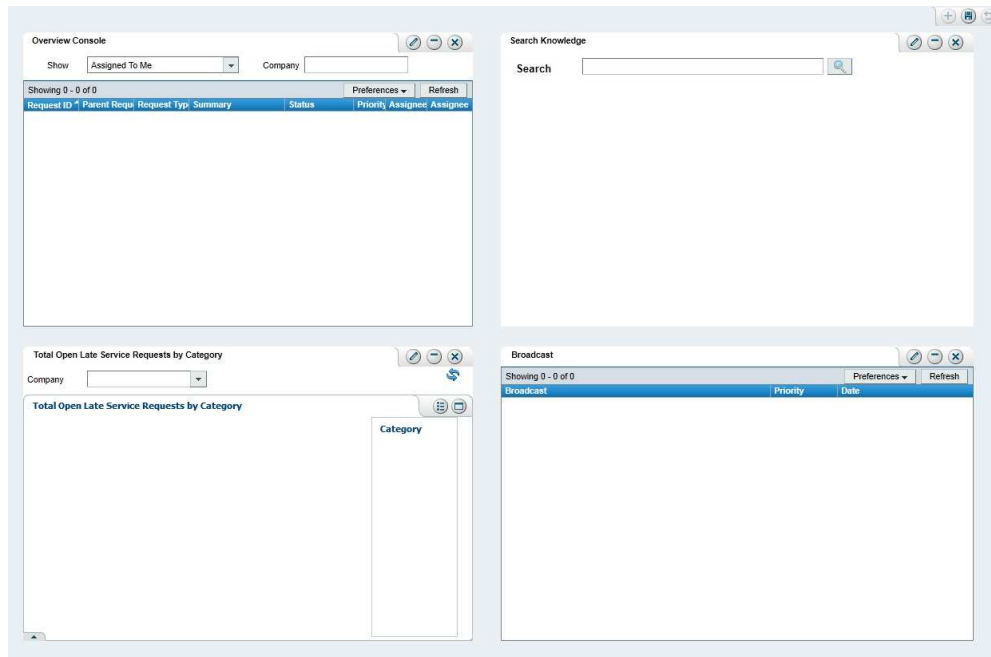 Overview Console
Show Assigned To Me Company
Showing 0 - 0 of 0 Preferences Refresh
Request ID Parent Requ Request Typ Summary Status Priority Assignee Assignee
Search Knowledge
Search
Total Open Late Service Requests by Category
Company
Total Open Late Service Requests by Category
Category
Broadcast
Showing 0 - 0 of 0 Preferences Refresh
Broadcast Priority Date